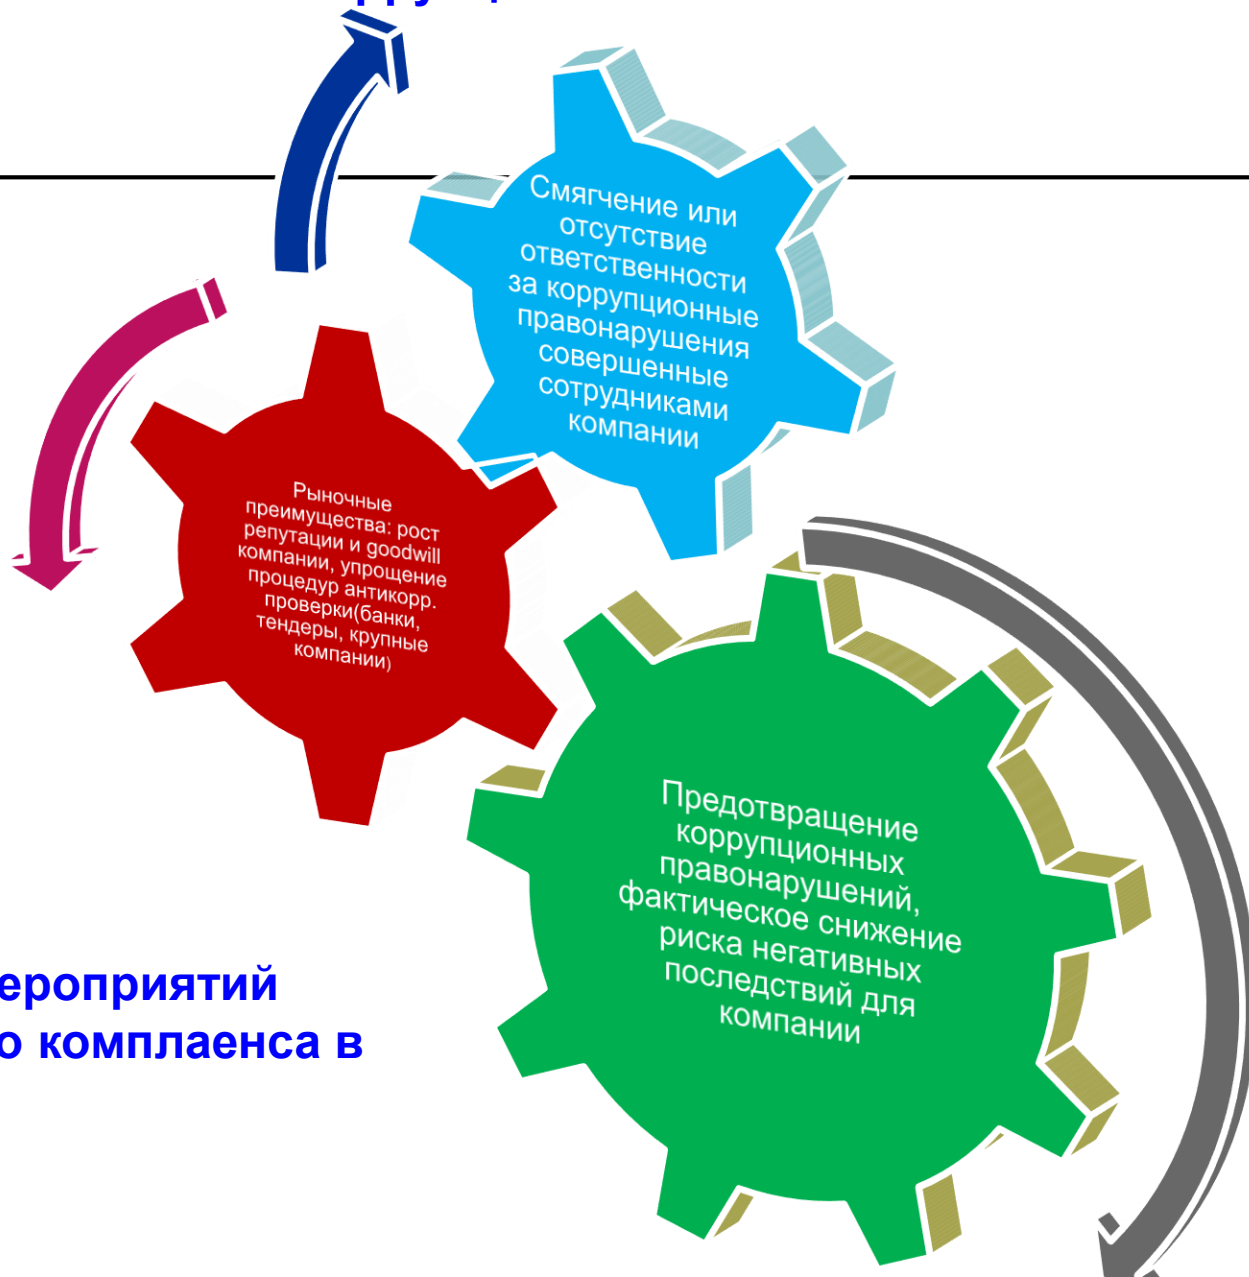 Смягчение или
отсутствие
ответственности
за коррупционные
правонарушения
совершенные
сотрудниками
компании
Рыночные
преимущества: рост
репутации и goodwill
компании, упрощение
процедур антикорр.
проверки(банки,
тендеры, крупные
компании)
Предотвращение
коррупционных
правонарушений,
фактическое снижение
риска негативных
последствий для
компании
ероприятий
о комплаенса в